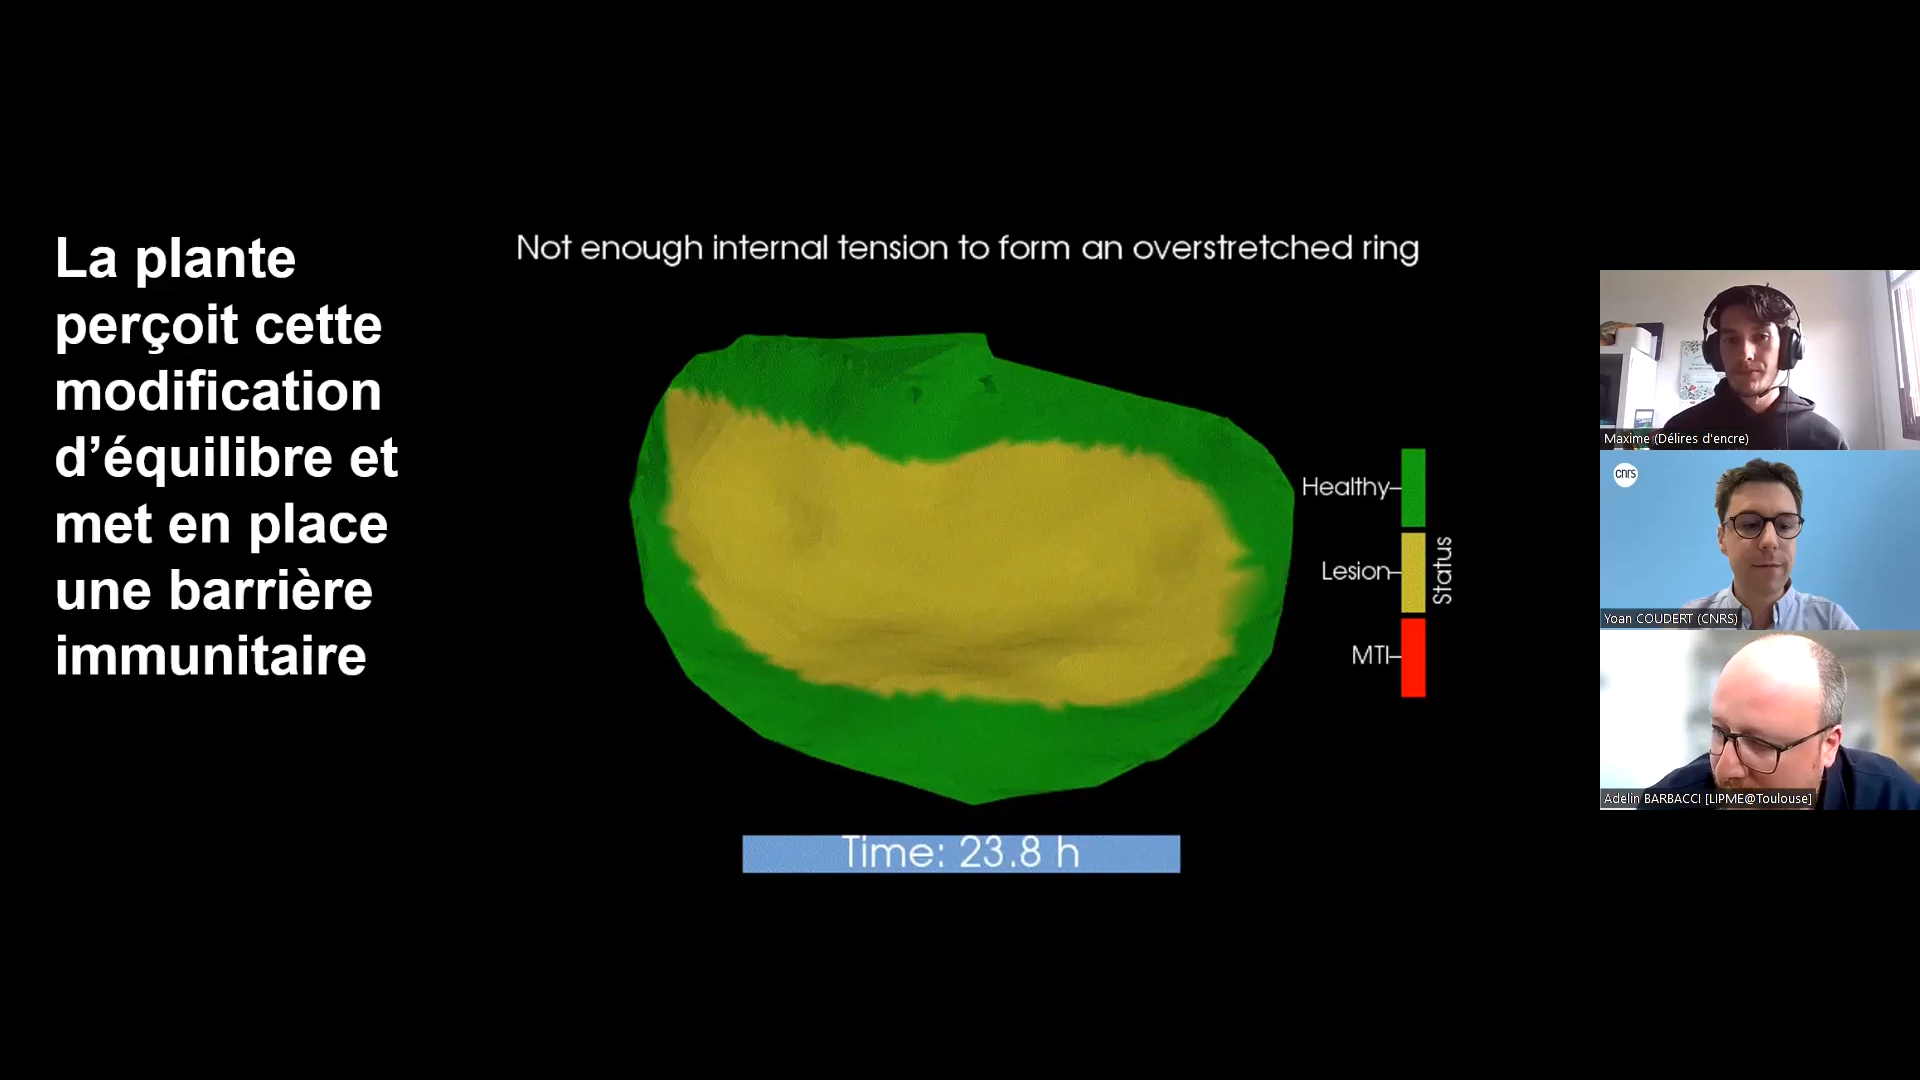 La plante
perçoit cette
modification
d’équilibre et
met en place
une barrière
immunitaire
Not enough internal tension to form an overstretched ring
Healthy
Lesion
MTI
Status
Time: 23.8 h
Maxime (Délires d'encre)
cnrs
Yoan COUDERT (CNRS)
Adelin BARBACCI [LIPME@Toulouse]